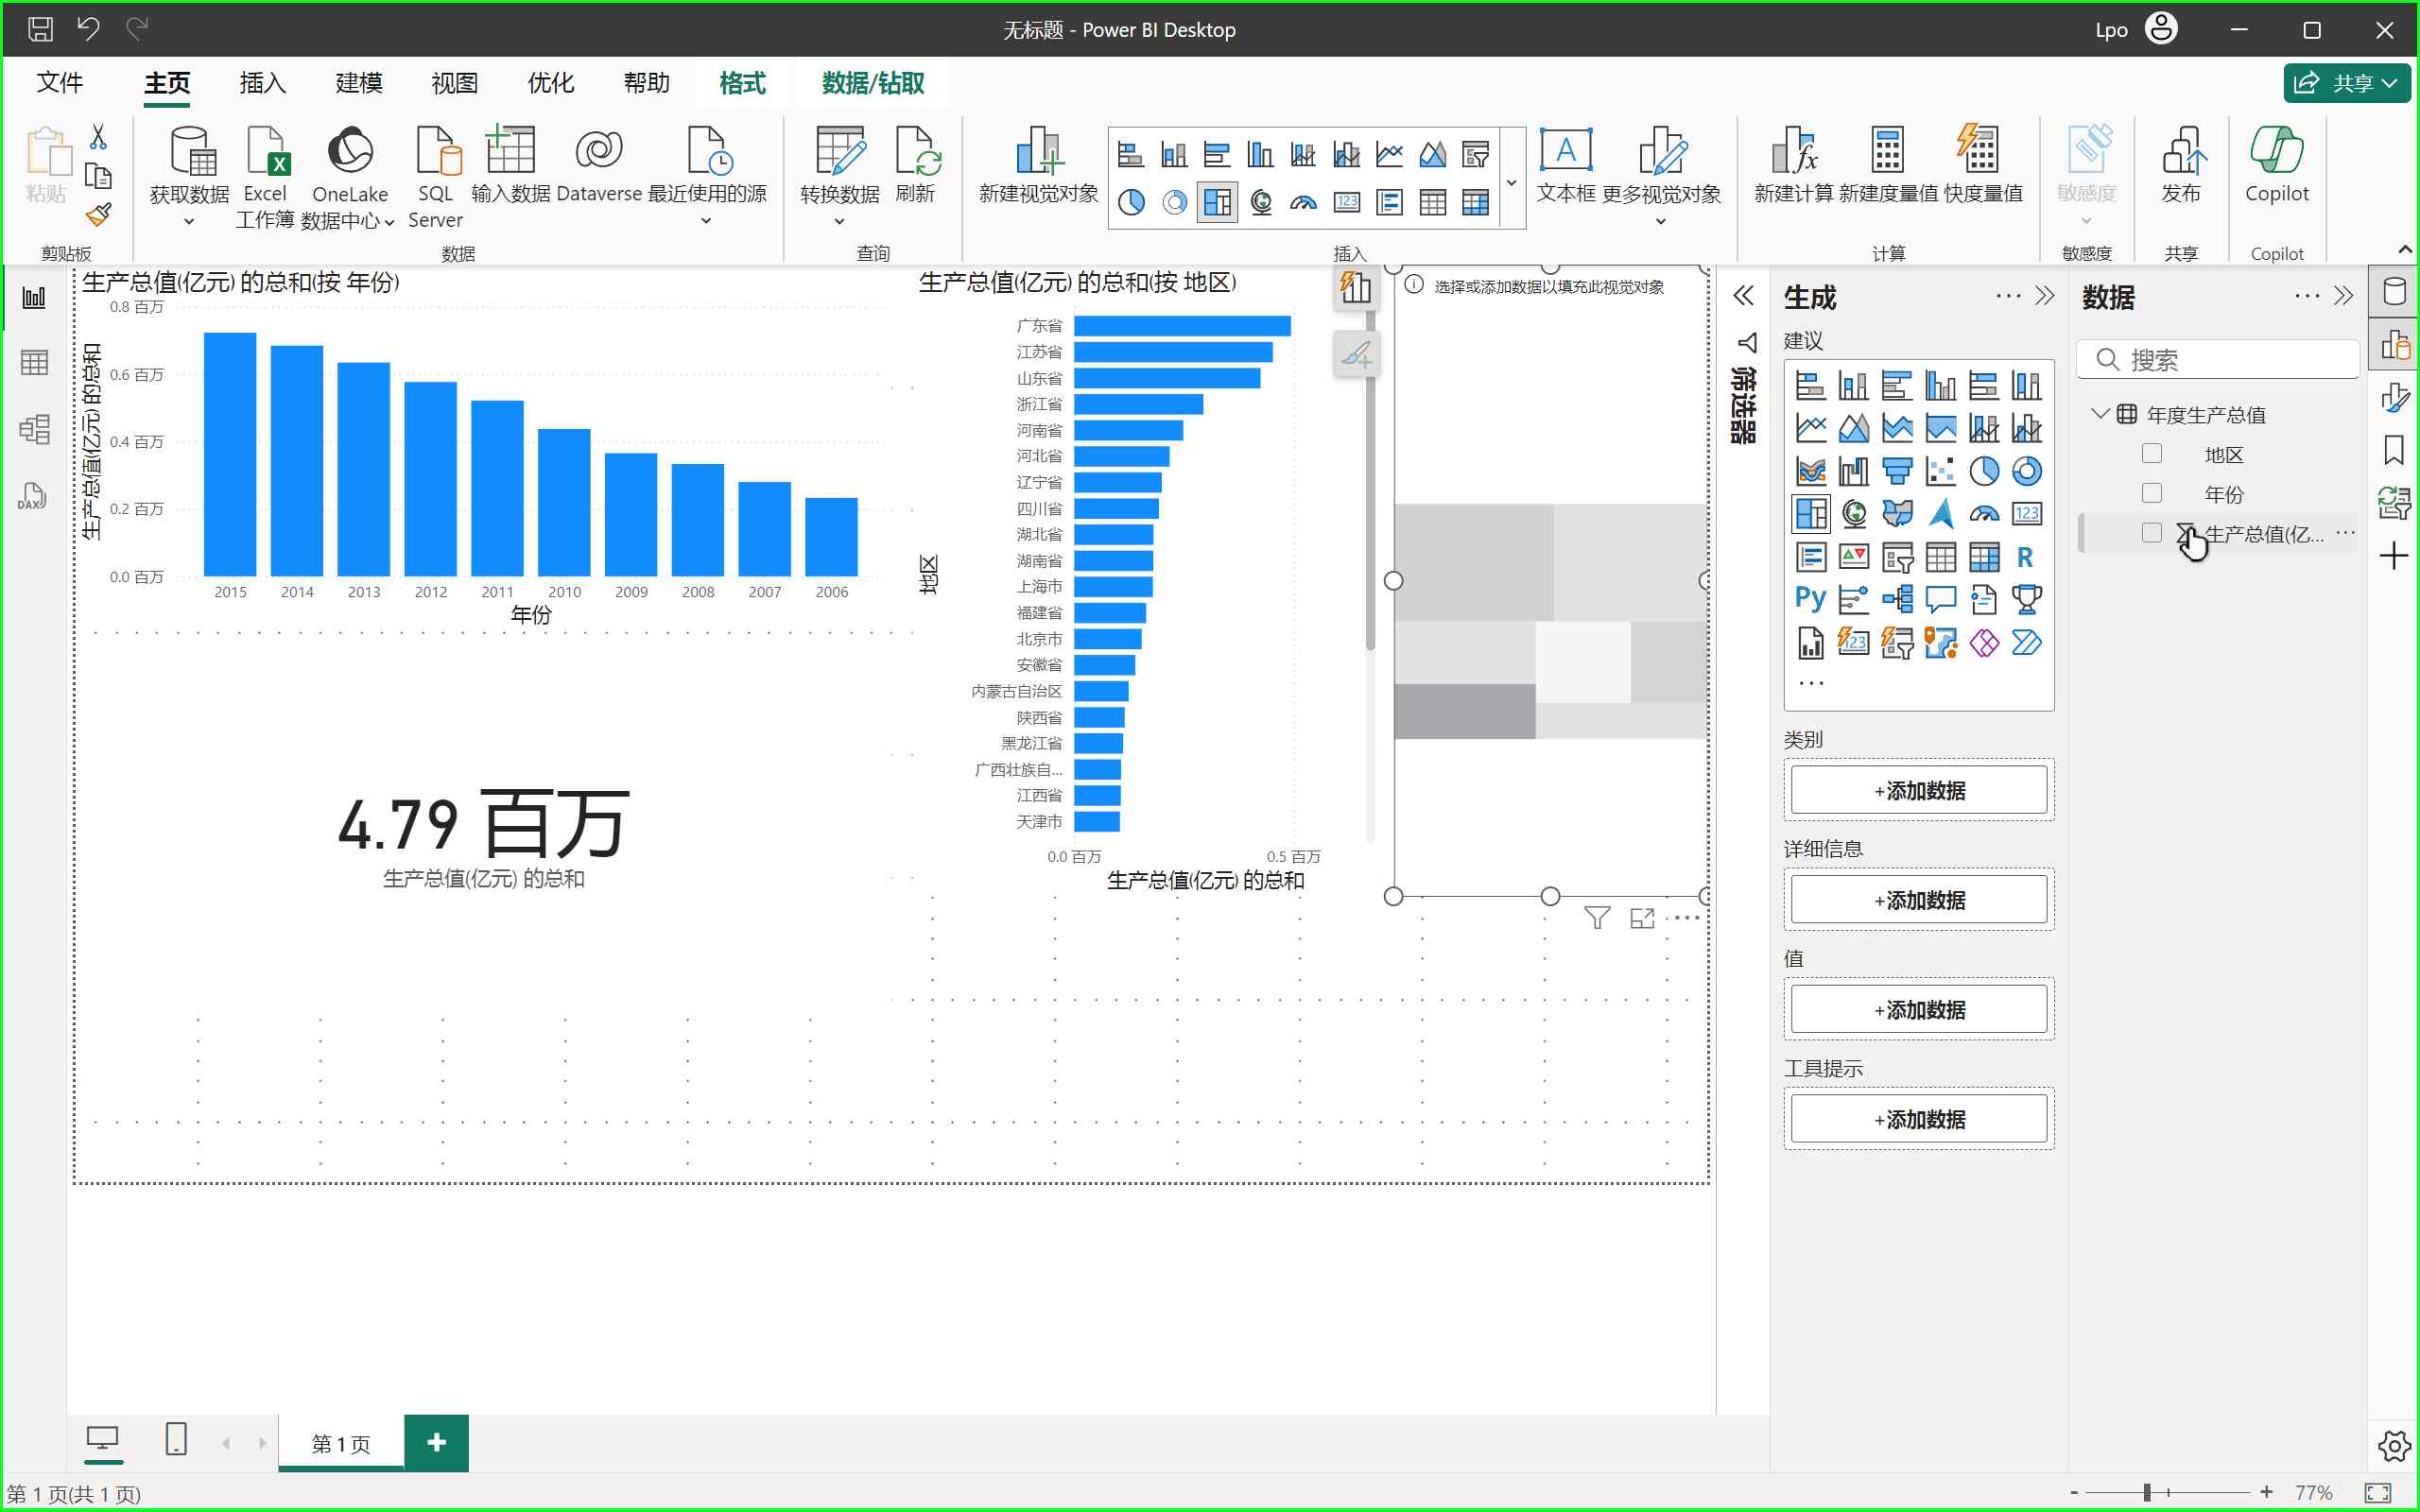 无标题 - Power BI Desktop
Lpo
文件 主页 插入 建模 视图 优化 帮助 格式 数据/钻取
共享
粘贴
获取数据
Excel 工作簿
OneLake 数据中心
SQL Server
输入数据
Dataverse
最近使用的源
转换数据
刷新
新建视觉对象
文本框
更多视觉对象
新建计算
新建度量值
快度量值
敏感度
发布
Copilot
剪贴板 数据 查询 插入 计算 敏感度 共享 Copilot
生产总值(亿元) 的总和(按 年份)
0.8 百万
0.6 百万
0.4 百万
0.2 百万
0.0 百万
生产总值(亿元) 的总和
2015 2014 2013 2012 2011 2010 2009 2008 2007 2006
年份
4.79 百万
生产总值(亿元) 的总和
生产总值(亿元) 的总和(按 地区)
地区
广东省
江苏省
山东省
浙江省
河南省
河北省
辽宁省
四川省
湖北省
湖南省
上海市
福建省
北京市
安徽省
内蒙古自治区
陕西省
黑龙江省
广西壮族自...
江西省
天津市
0.0 百万 0.5 百万
生产总值(亿元) 的总和
选择或添加数据以填充此视觉对象
筛选器
生成
建议
123
R
Py
123
类别
+添加数据
详细信息
+添加数据
值
+添加数据
工具提示
+添加数据
数据
搜索
年度生产总值
地区
年份
生产总值(亿...
DAX
第 1 页
第 1 页(共 1 页)
77%